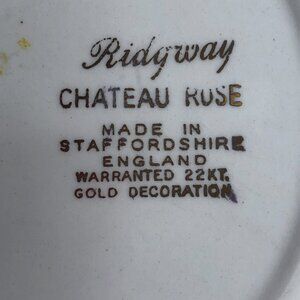 Ridgway
CHATEAU ROSE
MADE IN
STAFFORDSHIRE
ENGLAND
WARRANTED 22KT.
GOLD DECORATION